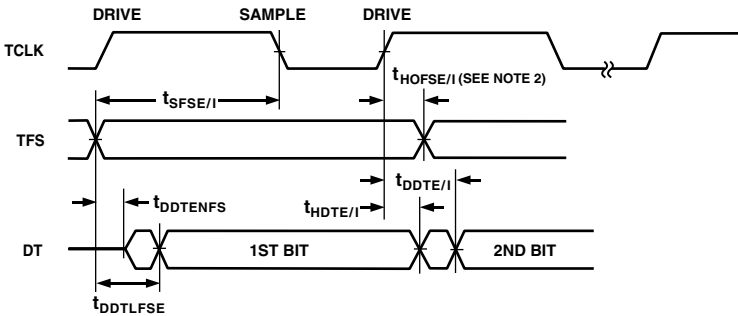 DRIVE SAMPLE DRIVE
TCLK
tHOFSE/I (SEE NOTE 2)
tSFSE/I
TFS
tDDTE/I
tDDTENFS
tHDTE/I
DT
1ST BIT
2ND BIT
tDDTLFSE